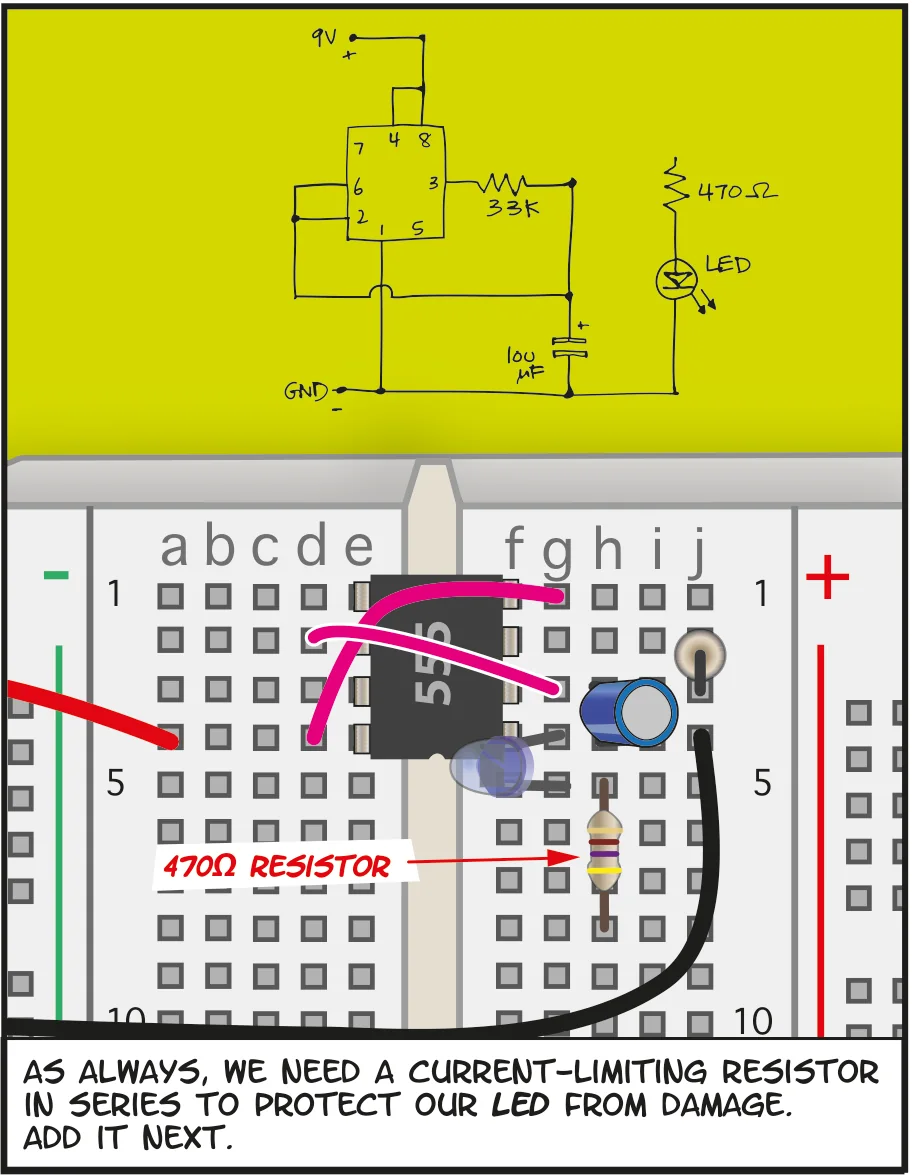 9V
+
4 8
7
6
3
33K
2
1 5
470Ω
LED
+
100
µF
GND
-
a b c d e f g h i j
- 1 1 +
555
5 5
470Ω RESISTOR
10 10
AS ALWAYS, WE NEED A CURRENT-LIMITING RESISTOR
IN SERIES TO PROTECT OUR LED FROM DAMAGE.
ADD IT NEXT.